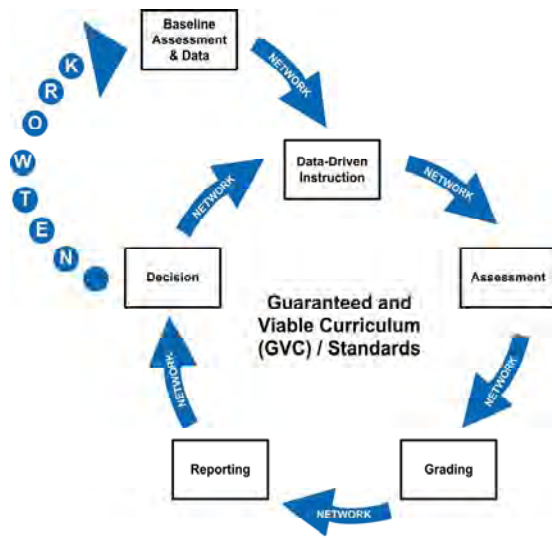 Baseline
Assessment
& Data
NETWORK
Data-Driven
Instruction
NETWORK
Assessment
NETWORK
Grading
NETWORK
Reporting
NETWORK
Decision
NETWORK
NETWORK
Guaranteed and
Viable Curriculum
(GVC) / Standards